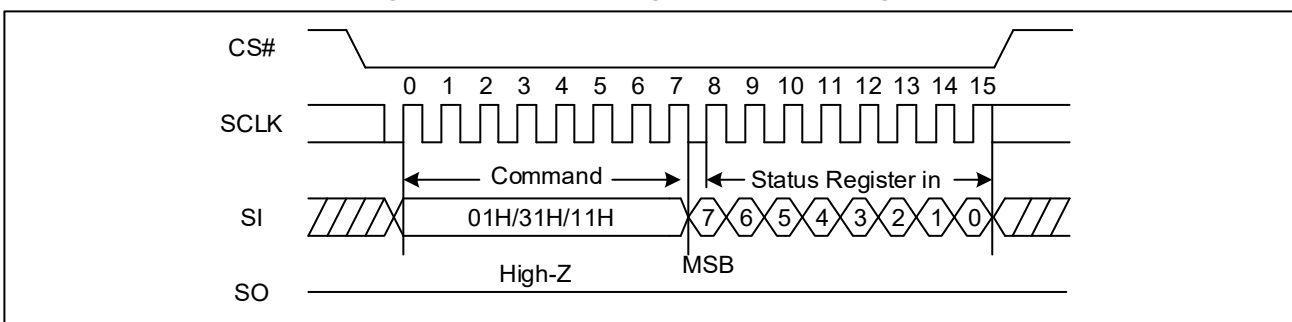 CS#
0 1 2 3 4 5 6 7 8 9 10 11 12 13 14 15
SCLK
Command Status Register in
SI 01H/31H/11H 7 6 5 4 3 2 1 0
High-Z MSB
SO